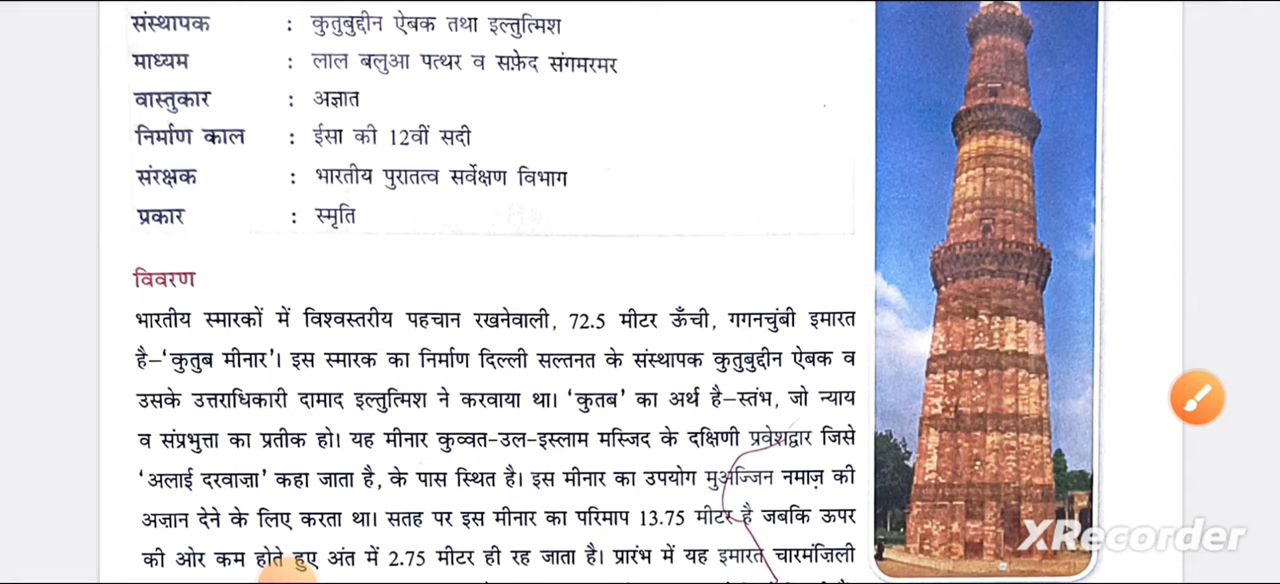 संस्थापक : कुतुबुद्दीन ऐबक तथा इल्तुत्मिश
माध्यम : लाल बलुआ पत्थर व सफ़ेद संगमरमर
वास्तुकार : अज्ञात
निर्माण काल : ईसा की 12वीं सदी
संरक्षक : भारतीय पुरातत्व सर्वेक्षण विभाग
प्रकार : स्मृति
विवरण
भारतीय स्मारकों में विश्वस्तरीय पहचान रखनेवाली, 72.5 मीटर ऊँची, गगनचुंबी इमारत
है–‘कुतुब मीनार’। इस स्मारक का निर्माण दिल्ली सल्तनत के संस्थापक कुतुबुद्दीन ऐबक व
उसके उत्तराधिकारी दामाद इल्तुत्मिश ने करवाया था। ‘कुतब’ का अर्थ है–स्तंभ, जो न्याय
व संप्रभुत्ता का प्रतीक हो। यह मीनार कुव्वत-उल-इस्लाम मस्जिद के दक्षिणी प्रवेशद्वार जिसे
‘अलाई दरवाज़ा’ कहा जाता है, के पास स्थित है। इस मीनार का उपयोग मुअज्जिन नमाज़ की
अज़ान देने के लिए करता था। सतह पर इस मीनार का परिमाप 13.75 मीटर है जबकि ऊपर
की ओर कम होते हुए अंत में 2.75 मीटर ही रह जाता है। प्रारंभ में यह इमारत चारमंज़िली
XRecorder